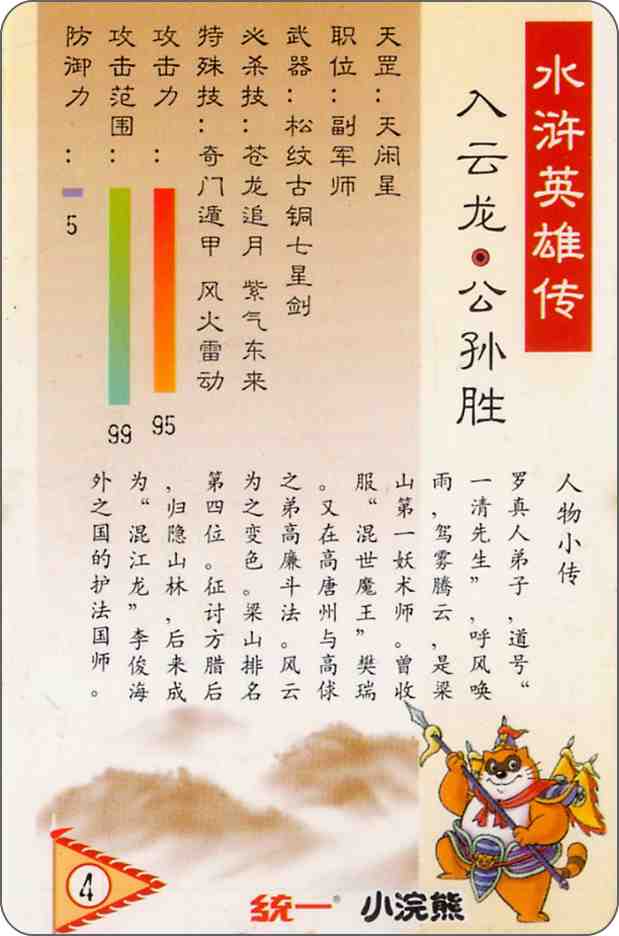 水浒英雄传
入云龙·公孙胜
天罡：天闲星
职位：副军师
武器：松纹古铜七星剑
必杀技：苍龙追月 紫气东来
特殊技：奇门遁甲 风火雷动
攻击力：
95
攻击范围：
99
防御力：
5
人物小传
罗真人弟子，道号“
一清先生”，呼风唤
雨，驾雾腾云，是梁
山第一妖术师。曾收
服“混世魔王”樊瑞
。又在高唐州与高俅
之弟高廉斗法。风云
为之变色。梁山排名
第四位。征讨方腊后
，归隐山林，后来成
为“混江龙”李俊海
外之国的护法国师。
4
统一® 小浣熊